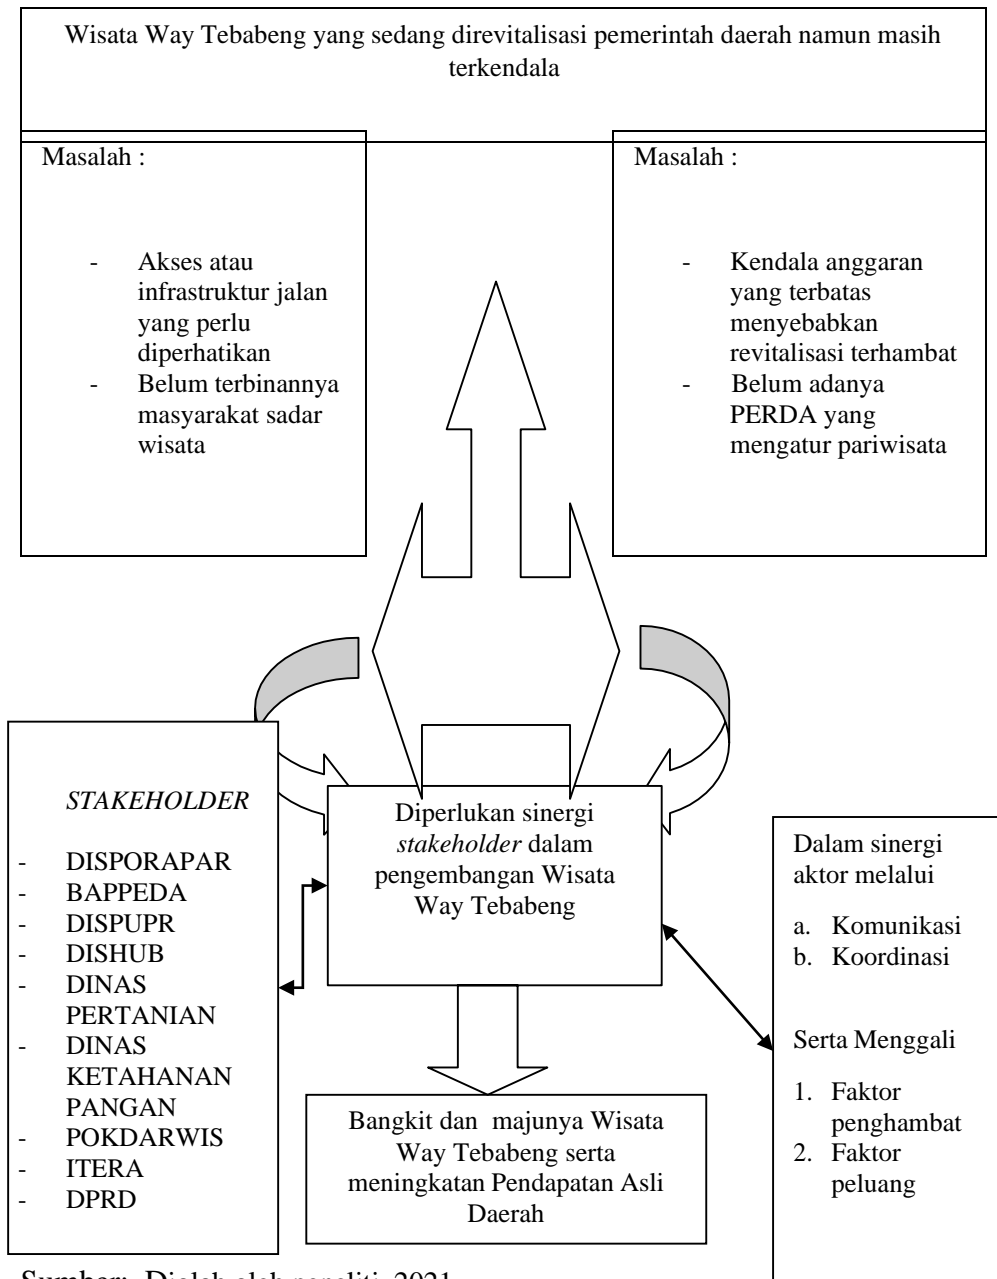 Wisata Way Tebabeng yang sedang direvitalisasi pemerintah daerah namun masih
terkendala
Masalah :
- Akses atau
infrastruktur jalan
yang perlu
diperhatikan
- Belum terbinannya
masyarakat sadar
wisata
Masalah :
- Kendala anggaran
yang terbatas
menyebabkan
revitalisasi terhambat
- Belum adanya
PERDA yang
mengatur pariwisata
STAKEHOLDER
- DISPORAPAR
- BAPPEDA
- DISPUPR
- DISHUB
- DINAS
PERTANIAN
- DINAS
KETAHANAN
PANGAN
- POKDARWIS
- ITERA
- DPRD
Diperlukan sinergi
stakeholder dalam
pengembangan Wisata
Way Tebabeng
Dalam sinergi
aktor melalui
a. Komunikasi
b. Koordinasi
Serta Menggali
1. Faktor
penghambat
2. Faktor
peluang
Bangkit dan majunya Wisata
Way Tebabeng serta
meningkatan Pendapatan Asli
Daerah
Sumber: Diolah oleh peneliti, 2021